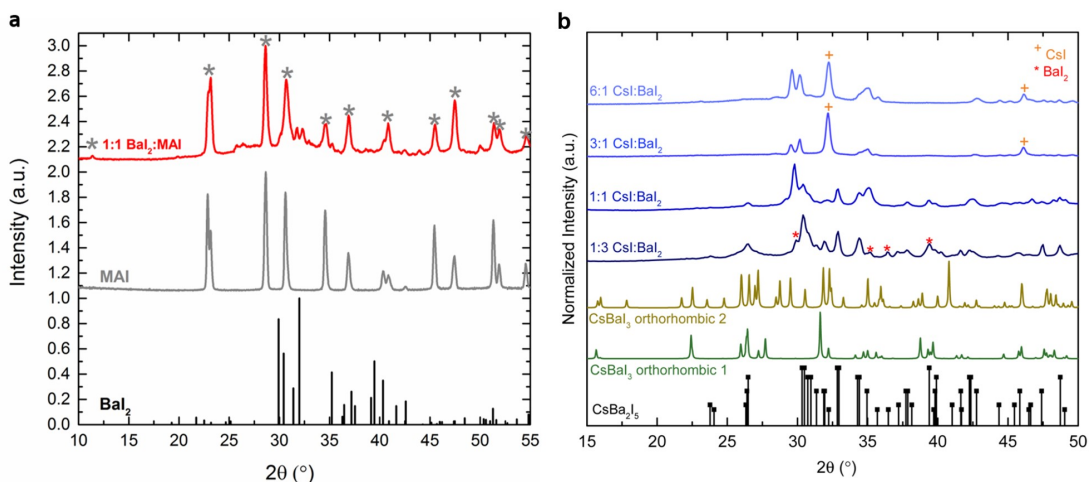 a
3.0
2.8
2.6
2.4
2.2
2.0
1.8
1.6
1.4
1.2
1.0
0.8
0.6
0.4
0.2
0.0
Intensity (a.u.)
* * * * * * * * * * *
1:1 BaI₂:MAI
MAI
BaI₂
10 15 20 25 30 35 40 45 50 55
2θ (°)
b
Normalized Intensity (a.u.)
+ CsI
* BaI₂
6:1 CsI:BaI₂
+ +
3:1 CsI:BaI₂
+ +
1:1 CsI:BaI₂
1:3 CsI:BaI₂
* * * *
CsBaI₃ orthorhombic 2
CsBaI₃ orthorhombic 1
CsBa₂I₅
15 20 25 30 35 40 45 50
2θ (°)